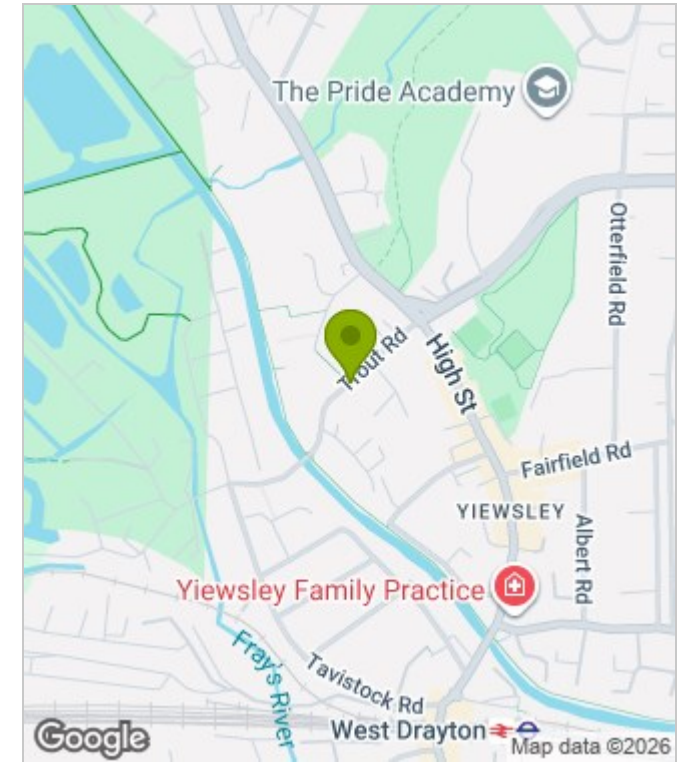 The Pride Academy
Otterfield Rd
Trout Rd
High St
Fairfield Rd
YIEWSLEY
Albert Rd
Yiewsley Family Practice
Fray's River
Tavistock Rd
West Drayton
Google
Map data ©2026